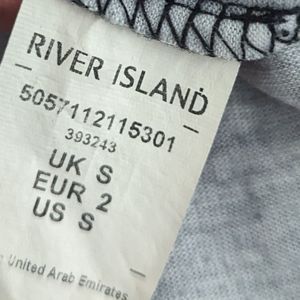 RIVER ISLAND
5057112115301
393243
UK S
EUR 2
US S
United Arab Emirates